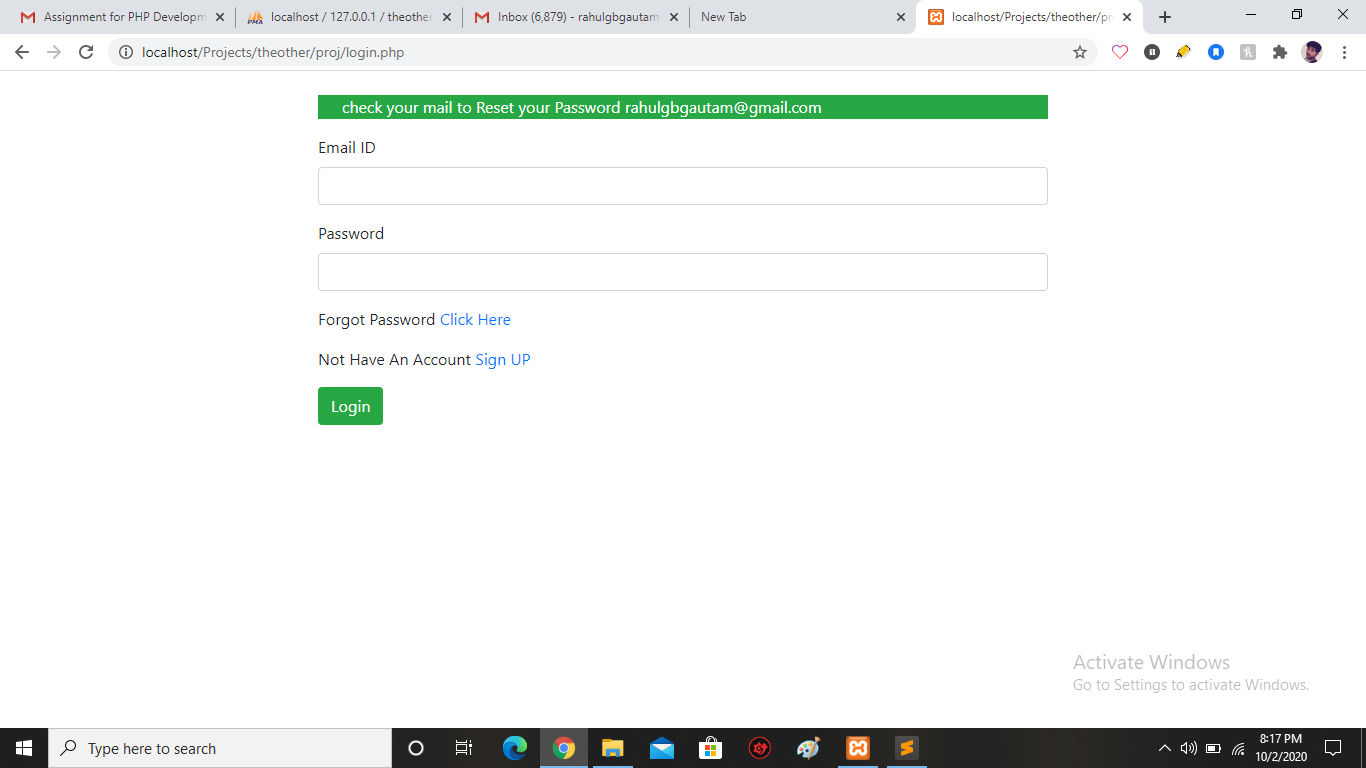 Assignment for PHP Developm
localhost / 127.0.0.1 / theother
Inbox (6,879) - rahulgbgautam
New Tab
localhost/Projects/theother/pr
localhost/Projects/theother/proj/login.php
check your mail to Reset your Password rahulgbgautam@gmail.com
Email ID
Password
Forgot Password Click Here
Not Have An Account Sign UP
Login
Activate Windows
Go to Settings to activate Windows.
Type here to search
8:17 PM
10/2/2020